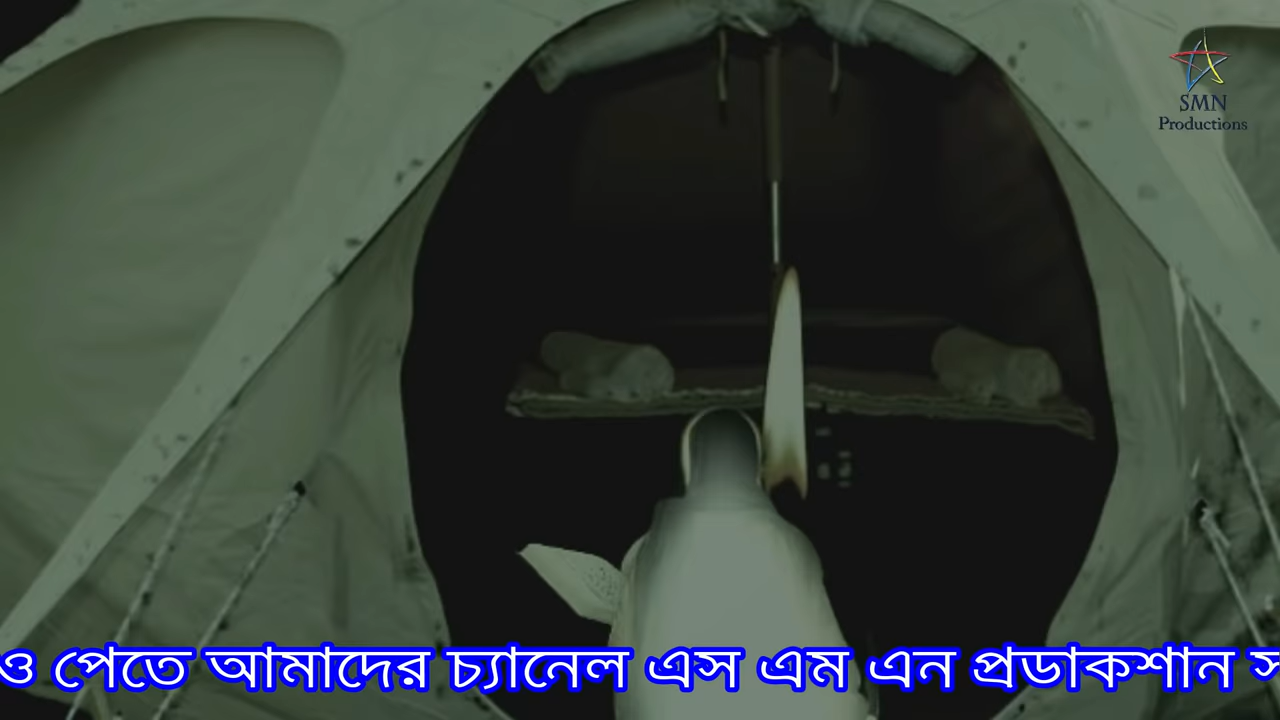 SMN
Productions
ও পেতে আমাদের চ্যানেল এস এম এন প্রডাকশান